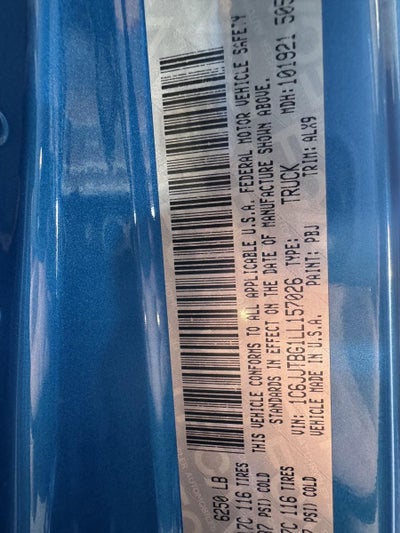 6250 LB
7C 116 TIRES
PSI) COLD
7C 116 TIRES
PSI) COLD
THIS VEHICLE CONFORMS TO ALL APPLICABLE U.S.A. FEDERAL MOTOR VEHICLE SAFETY
STANDARDS IN EFFECT ON THE DATE OF MANUFACTURE SHOWN ABOVE.
VIN: 1C6JJTBG1LL157026 TYPE: TRUCK MDH:101921 505
VEHICLE MADE IN U.S.A. PAINT: PBJ TRIM: ALX9